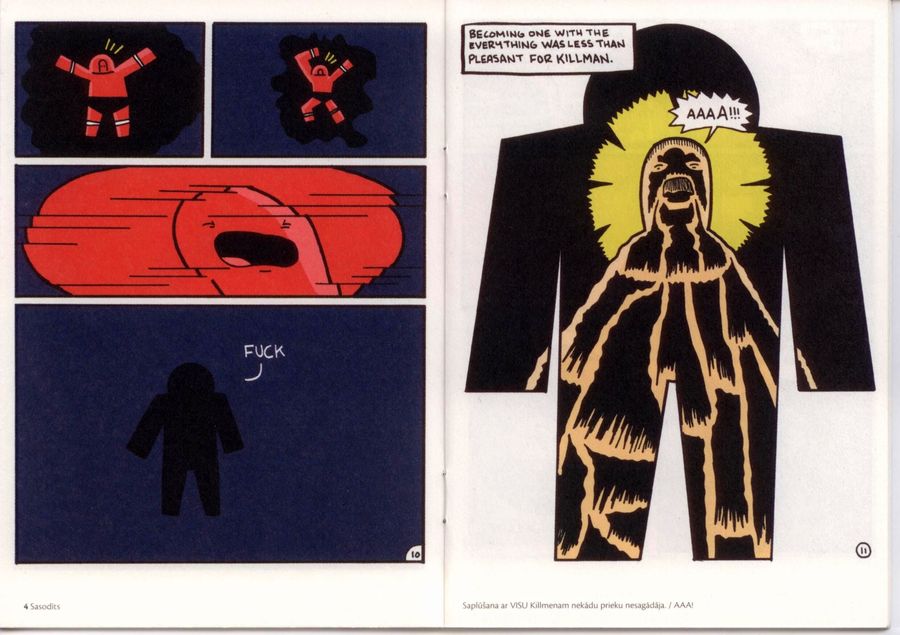 FUCK
10
4 Sasodīts
BECOMING ONE WITH THE
EVERYTHING WAS LESS THAN
PLEASANT FOR KILLMAN.
AAAA!!!
11
Saplūšana ar VISU Killmenam nekādu prieku nesagādāja. / AAA!